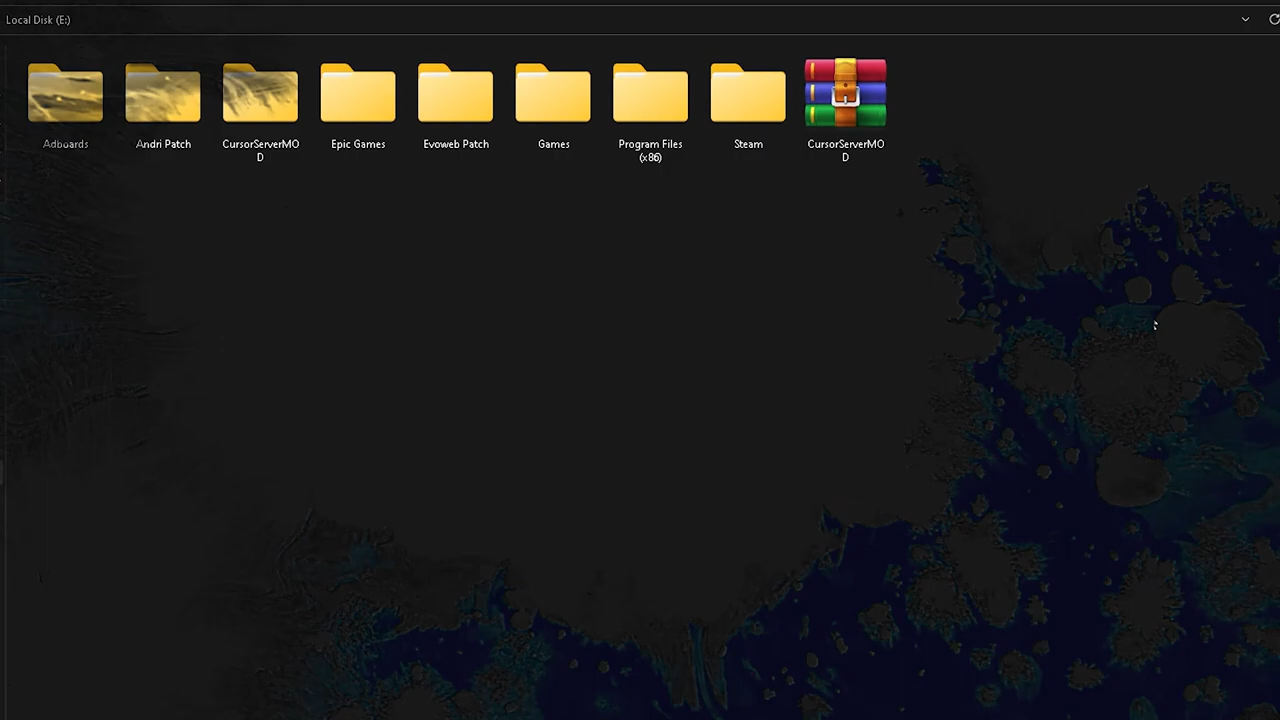 Local Disk (E:)
Adboards
Andri Patch
CursorServerMO
D
Epic Games
Evoweb Patch
Games
Program Files
(x86)
Steam
CursorServerMO
D